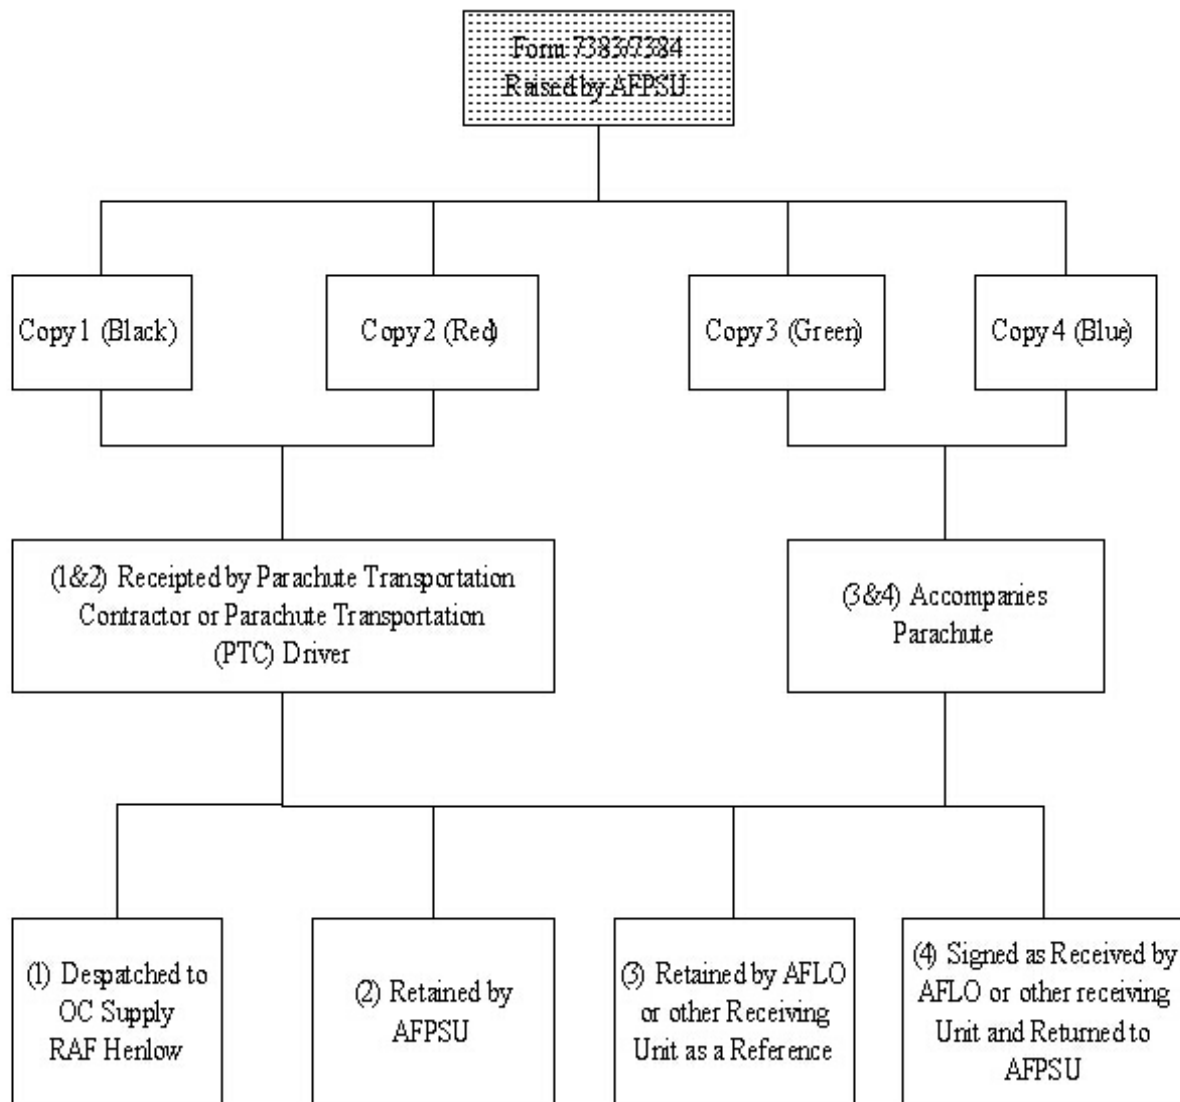 Form 7383/7384
Raised by AFPSU
Copy 1 (Black)
Copy 2 (Red)
Copy 3 (Green)
Copy 4 (Blue)
(1&2) Receipted by Parachute Transportation
Contractor or Parachute Transportation
(PTC) Driver
(3&4) Accompanies
Parachute
(1) Despatched to
OC Supply
RAF Henlow
(2) Retained by
AFPSU
(3) Retained by AFLO
or other Receiving
Unit as a Reference
(4) Signed as Received by
AFLO or other receiving
Unit and Returned to
AFPSU